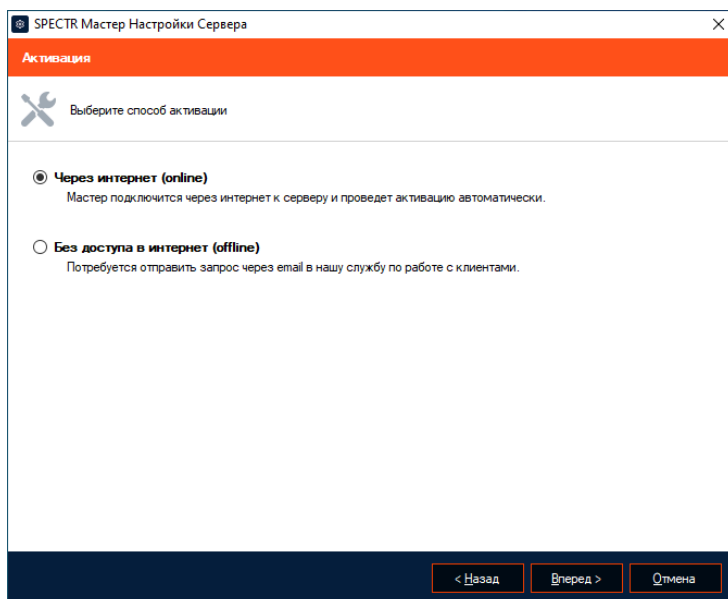 SPECTR Мастер Настройки Сервера
Активация
Выберите способ активации
Через интернет (online)
Мастер подключится через интернет к серверу и проведет активацию автоматически.
Без доступа в интернет (offline)
Потребуется отправить запрос через email в нашу службу по работе с клиентами.
< Назад
Вперед >
Отмена